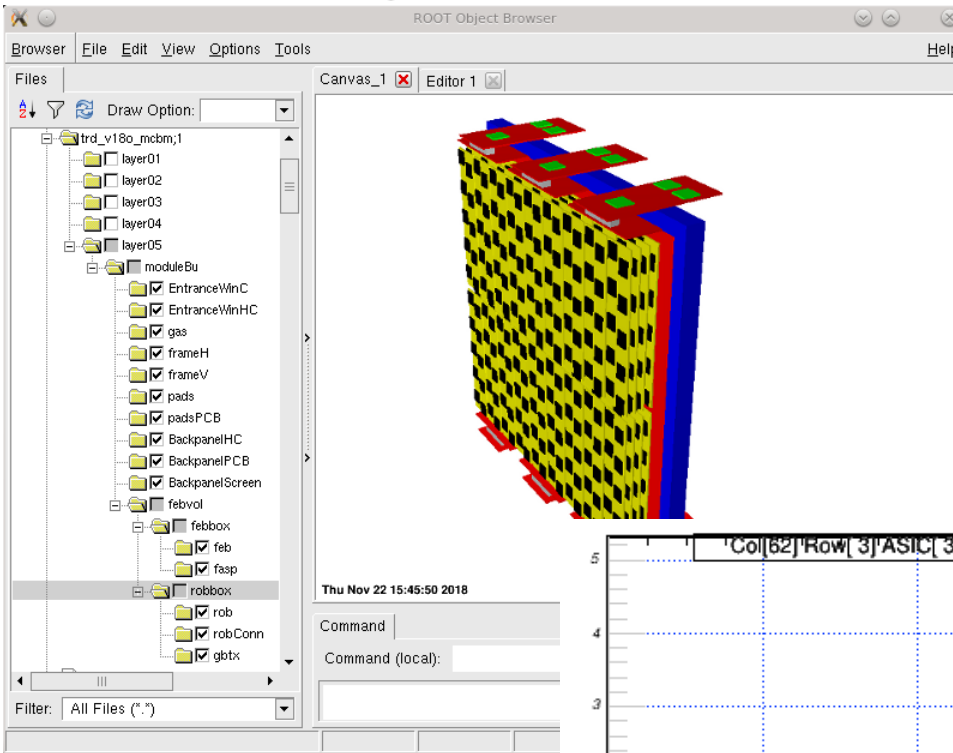 ROOT Object Browser
Browser File Edit View Options Tools
Help
Files
Canvas_1 Editor 1
Draw Option:
trd_v18o_mcbm;1
layer01
layer02
layer03
layer04
layer05
moduleBu
EntranceWinC
EntranceWinHC
gas
frameH
frameV
pads
padsPCB
BackpanelHC
BackpanelPCB
BackpanelScreen
febvol
febbox
feb
fasp
robbox
rob
robConn
gbtx
Filter: All Files (*.*)
Thu Nov 22 15:45:50 2018
Command
Command (local):
'Col[62]'Row[ 3]'ASIC[ 3
5
4
3